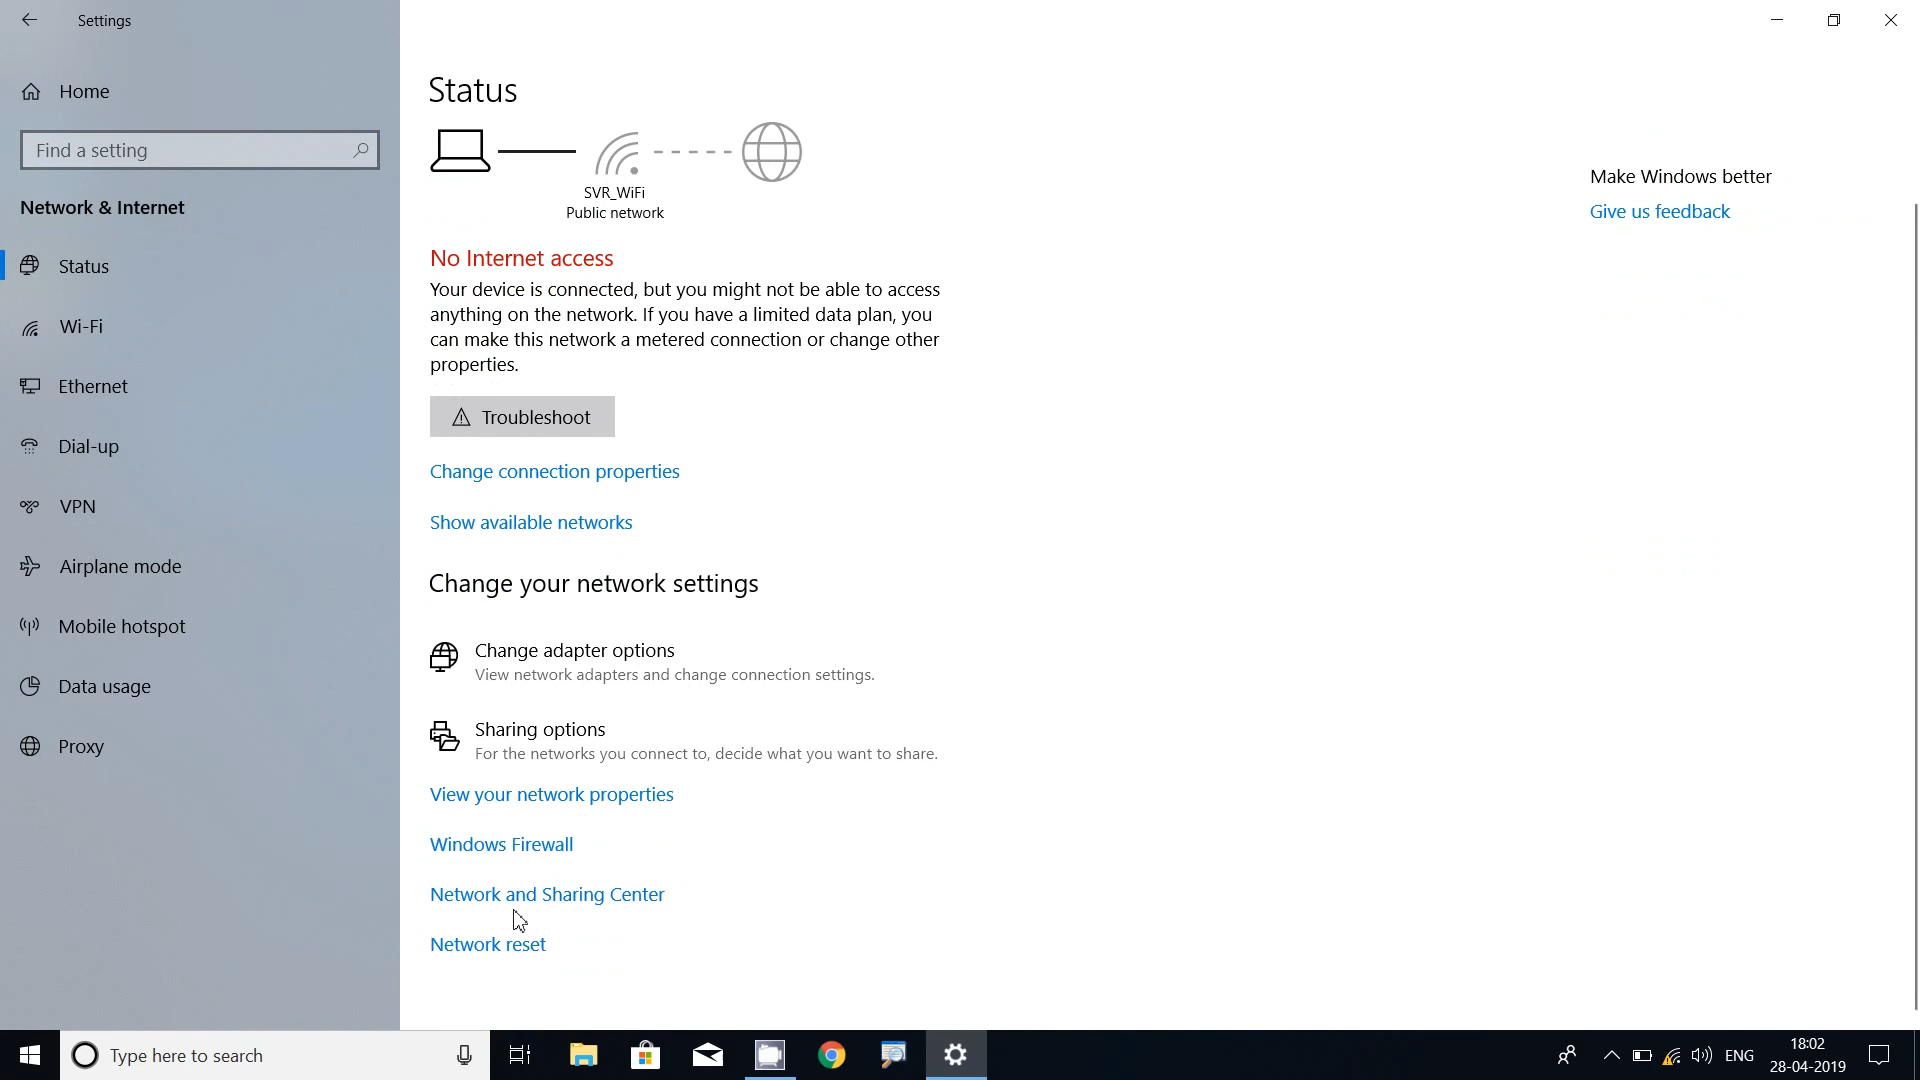 Settings
Home
Find a setting
Network & Internet
Status
Wi-Fi
Ethernet
Dial-up
VPN
Airplane mode
Mobile hotspot
Data usage
Proxy
Status
SVR_WiFi
Public network
No Internet access
Your device is connected, but you might not be able to access
anything on the network. If you have a limited data plan, you
can make this network a metered connection or change other
properties.
Troubleshoot
Change connection properties
Show available networks
Change your network settings
Change adapter options
View network adapters and change connection settings.
Sharing options
For the networks you connect to, decide what you want to share.
View your network properties
Windows Firewall
Network and Sharing Center
Network reset
Make Windows better
Give us feedback
Type here to search
ENG
18:02
28-04-2019